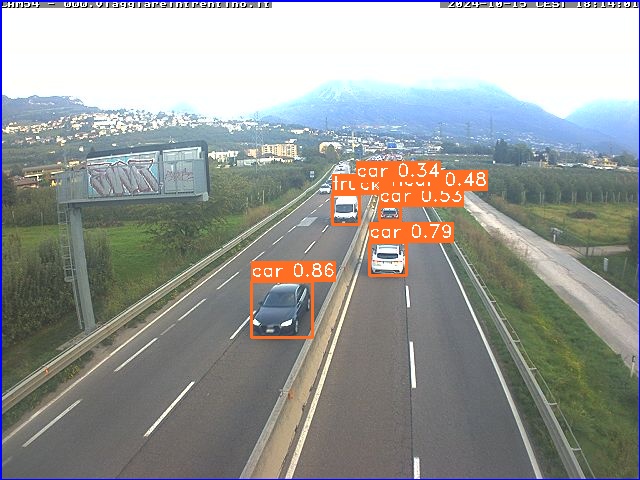 www.viaggiareintrentino.it
2024-10-15 CEST 18:14:01
car 0.34
truck
car 0.48
car 0.53
car 0.79
car 0.86